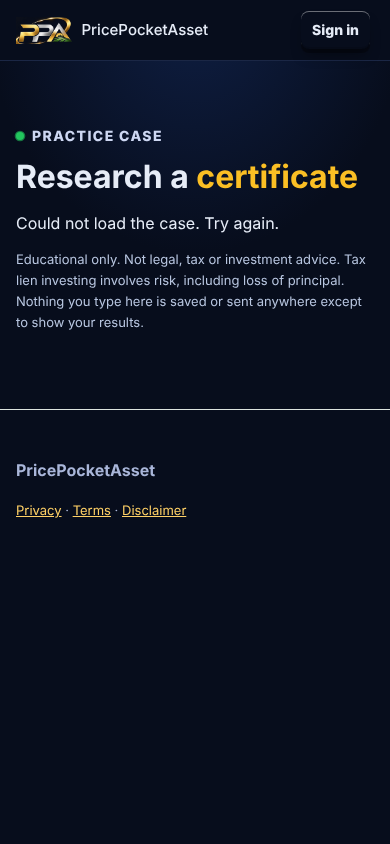 PPA PricePocketAsset Sign in
PRACTICE CASE
Research a certificate
Could not load the case. Try again.
Educational only. Not legal, tax or investment advice. Tax
lien investing involves risk, including loss of principal.
Nothing you type here is saved or sent anywhere except
to show your results.
PricePocketAsset
Privacy · Terms · Disclaimer